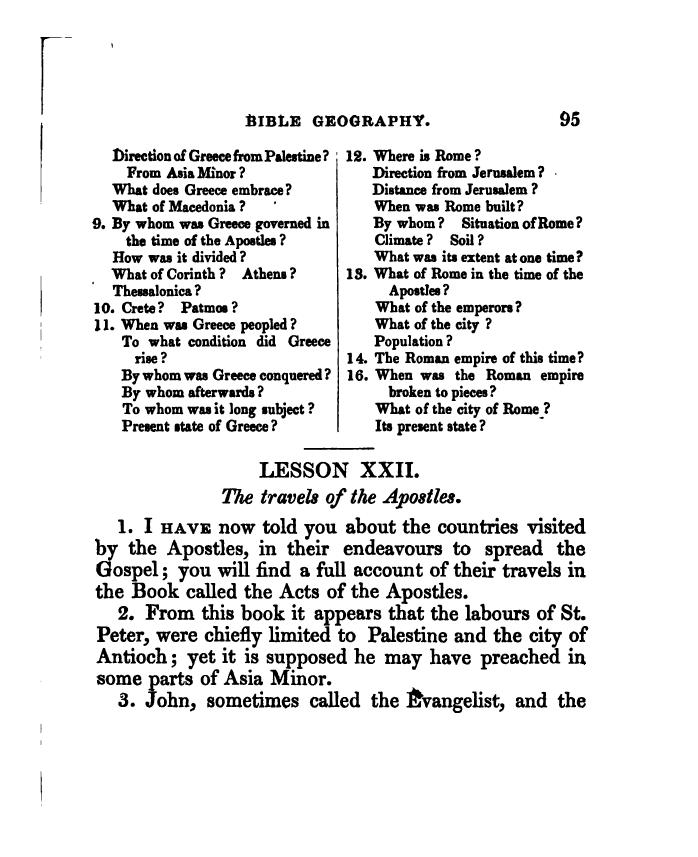 BIBLE GEOGRAPHY. 95
Direction of Greece from Palestine?
From Asia Minor?
What does Greece embrace?
What of Macedonia?
9. By whom was Greece governed in
the time of the Apostles?
How was it divided?
What of Corinth? Athens?
Thessalonica?
10. Crete? Patmos?
11. When was Greece peopled?
To what condition did Greece
rise?
By whom was Greece conquered?
By whom afterwards?
To whom was it long subject?
Present state of Greece?
12. Where is Rome?
Direction from Jerusalem?
Distance from Jerusalem?
When was Rome built?
By whom? Situation of Rome?
Climate? Soil?
What was its extent at one time?
13. What of Rome in the time of the
Apostles?
What of the emperors?
What of the city?
Population?
14. The Roman empire of this time?
16. When was the Roman empire
broken to pieces?
What of the city of Rome?
Its present state?
LESSON XXII.
The travels of the Apostles.
1. I HAVE now told you about the countries visited
by the Apostles, in their endeavours to spread the
Gospel; you will find a full account of their travels in
the Book called the Acts of the Apostles.
2. From this book it appears that the labours of St.
Peter, were chiefly limited to Palestine and the city of
Antioch; yet it is supposed he may have preached in
some parts of Asia Minor.
3. John, sometimes called the Evangelist, and the